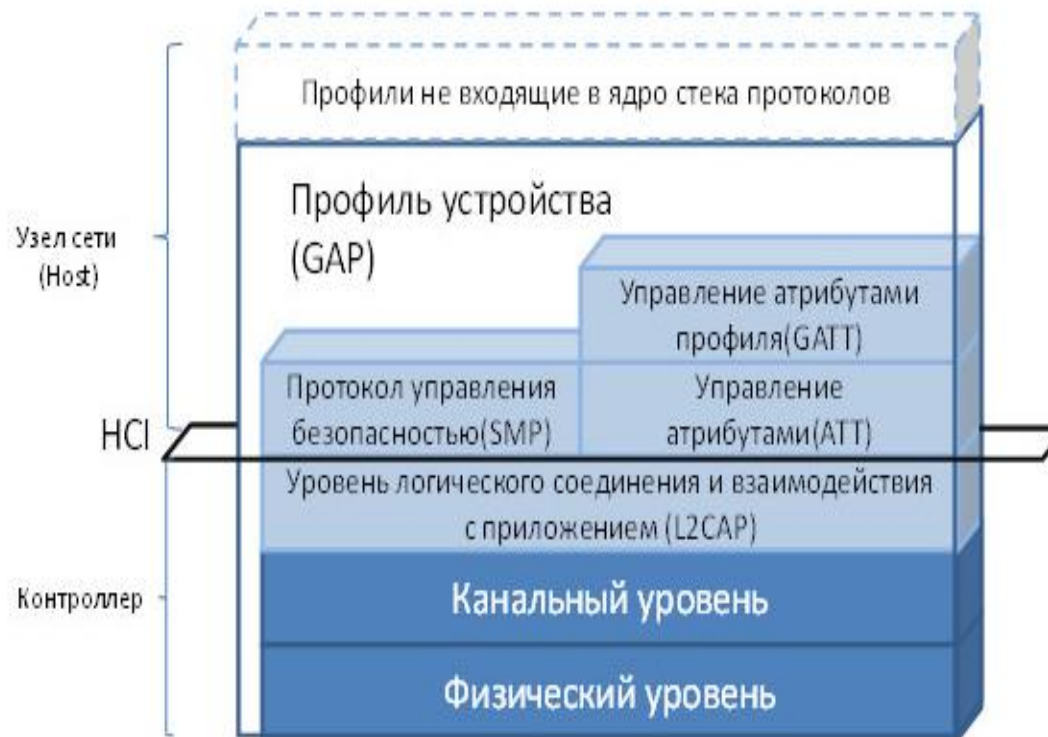 Профили не входящие в ядро стека протоколов
Профиль устройства
(GAP)
Узел сети
(Host)
Управление атрибутами
профиля(GATT)
Протокол управления
безопасностью(SMP)
Управление
атрибутами(ATT)
HCI
Уровень логического соединения и взаимодействия
с приложением (L2CAP)
Контроллер
Канальный уровень
Физический уровень